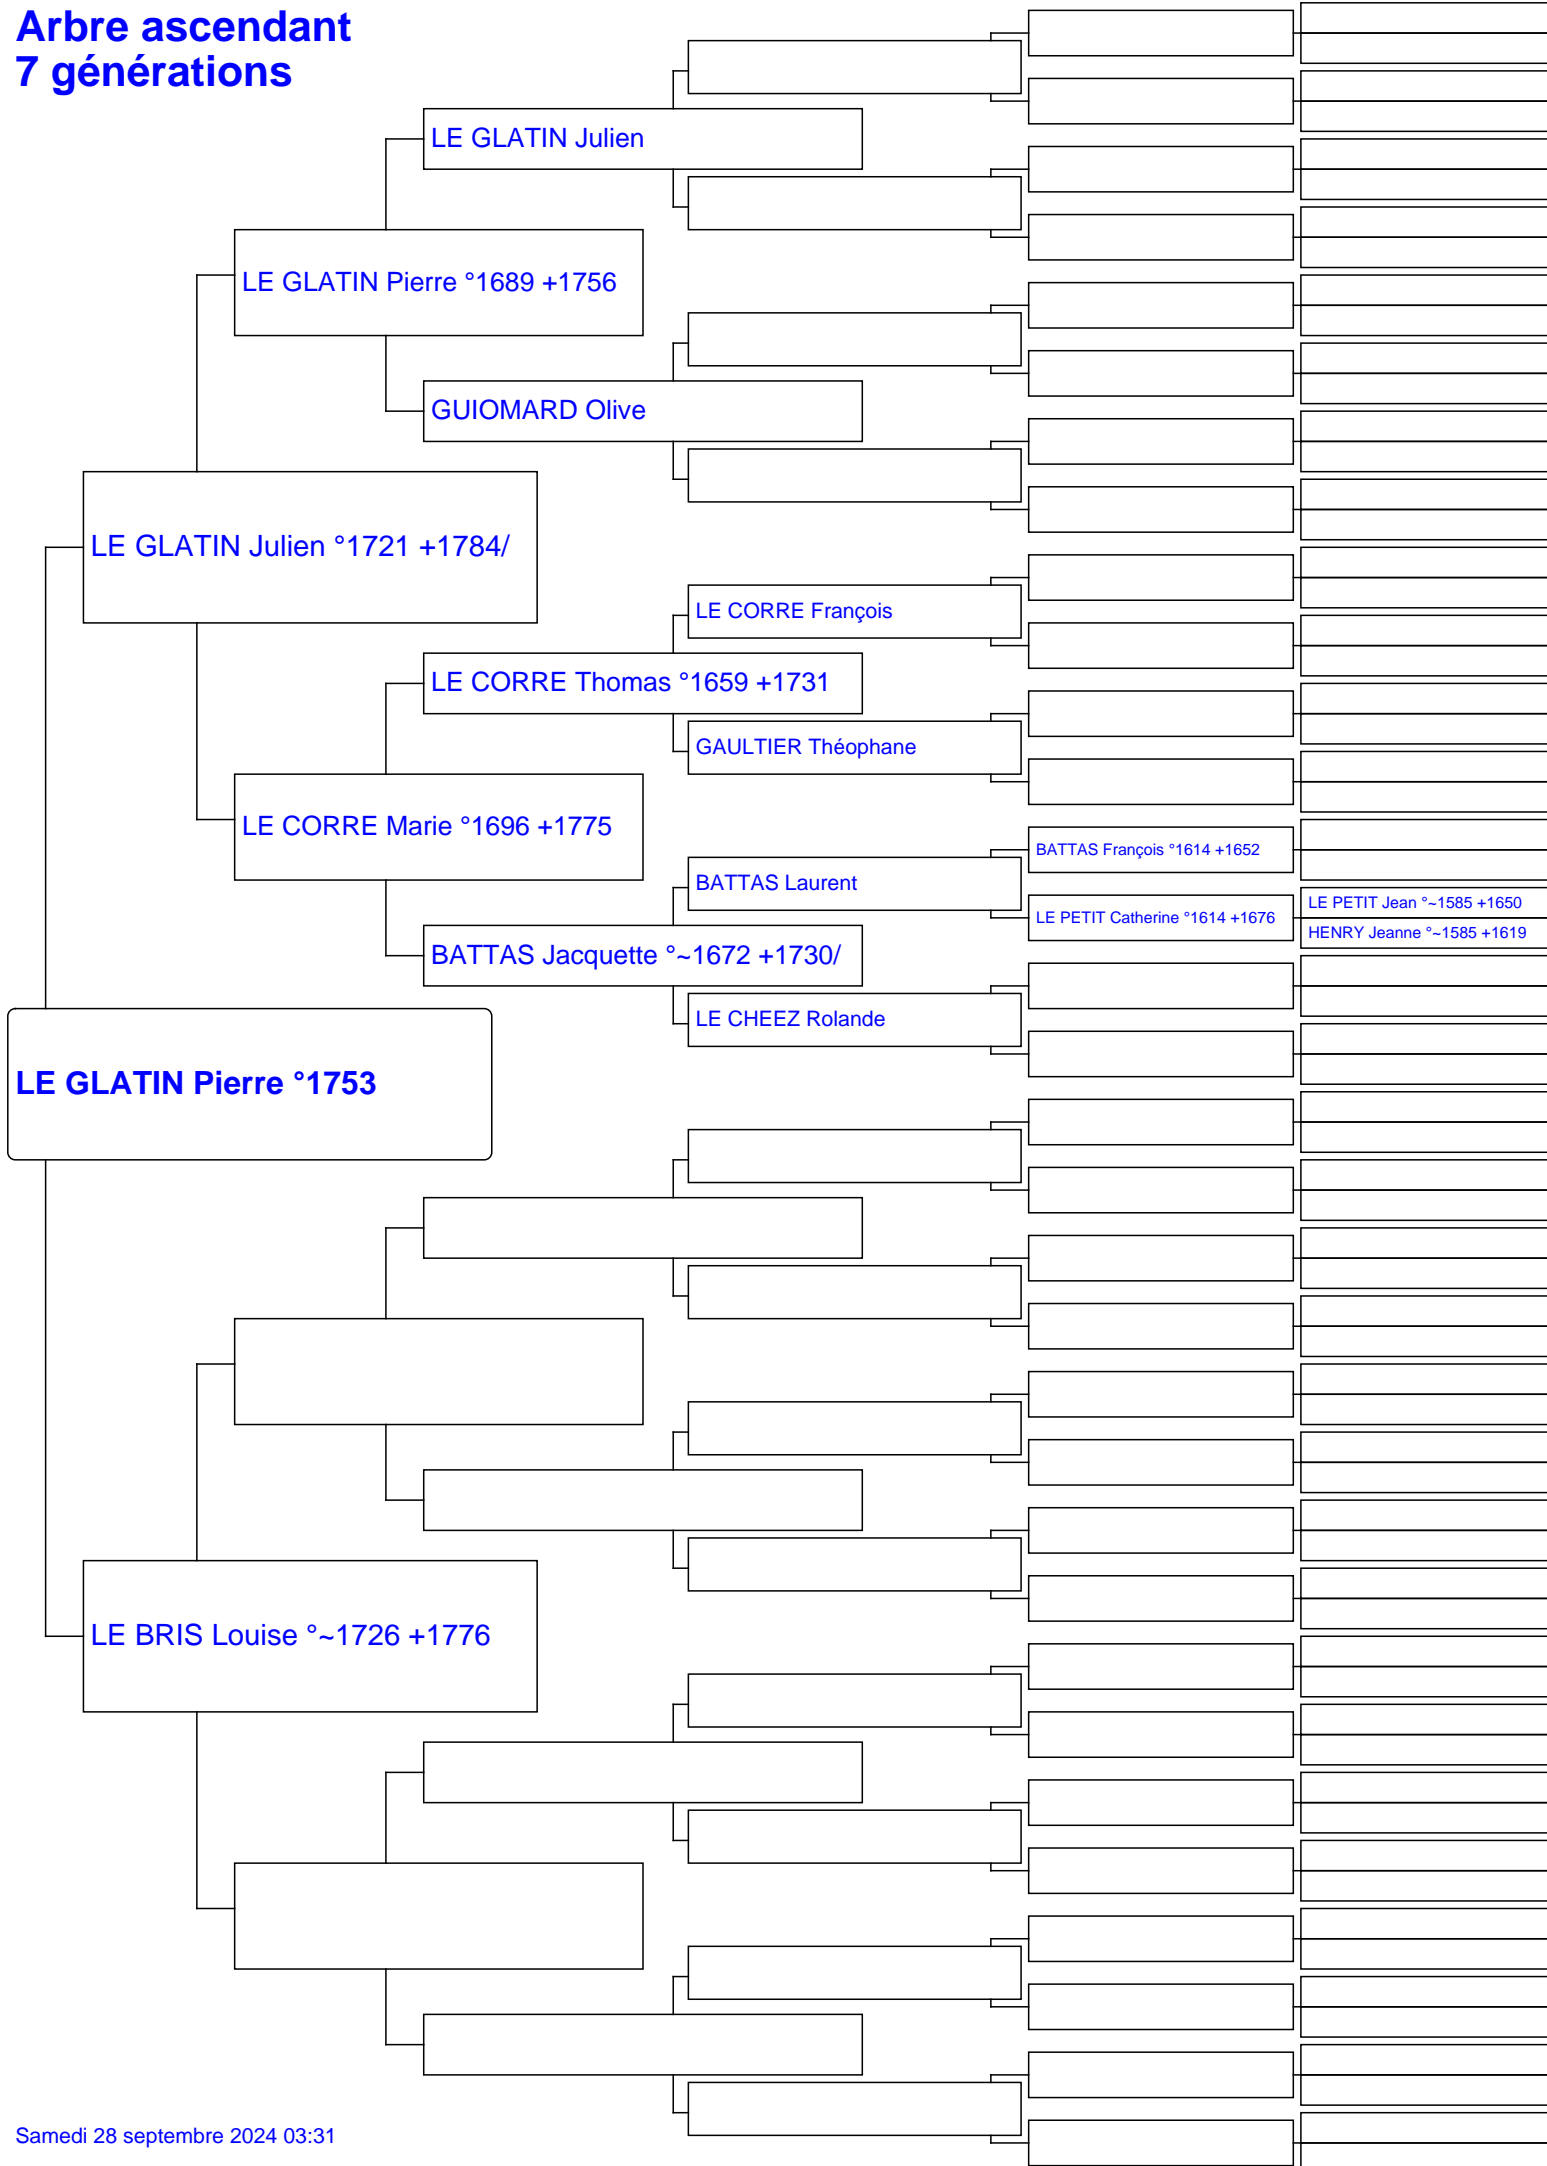 Arbre ascendant
7 générations
LE GLATIN Julien
LE GLATIN Pierre °1689 +1756
GUIOMARD Olive
LE GLATIN Julien °1721 +1784/
LE CORRE François
LE CORRE Thomas °1659 +1731
GAULTIER Théophane
LE CORRE Marie °1696 +1775
BATTAS François °1614 +1652
BATTAS Laurent
LE PETIT Jean °~1585 +1650
LE PETIT Catherine °1614 +1676
HENRY Jeanne °~1585 +1619
BATTAS Jacquette °~1672 +1730/
LE CHEEZ Rolande
LE GLATIN Pierre °1753
LE BRIS Louise °~1726 +1776
Samedi 28 septembre 2024 03:31